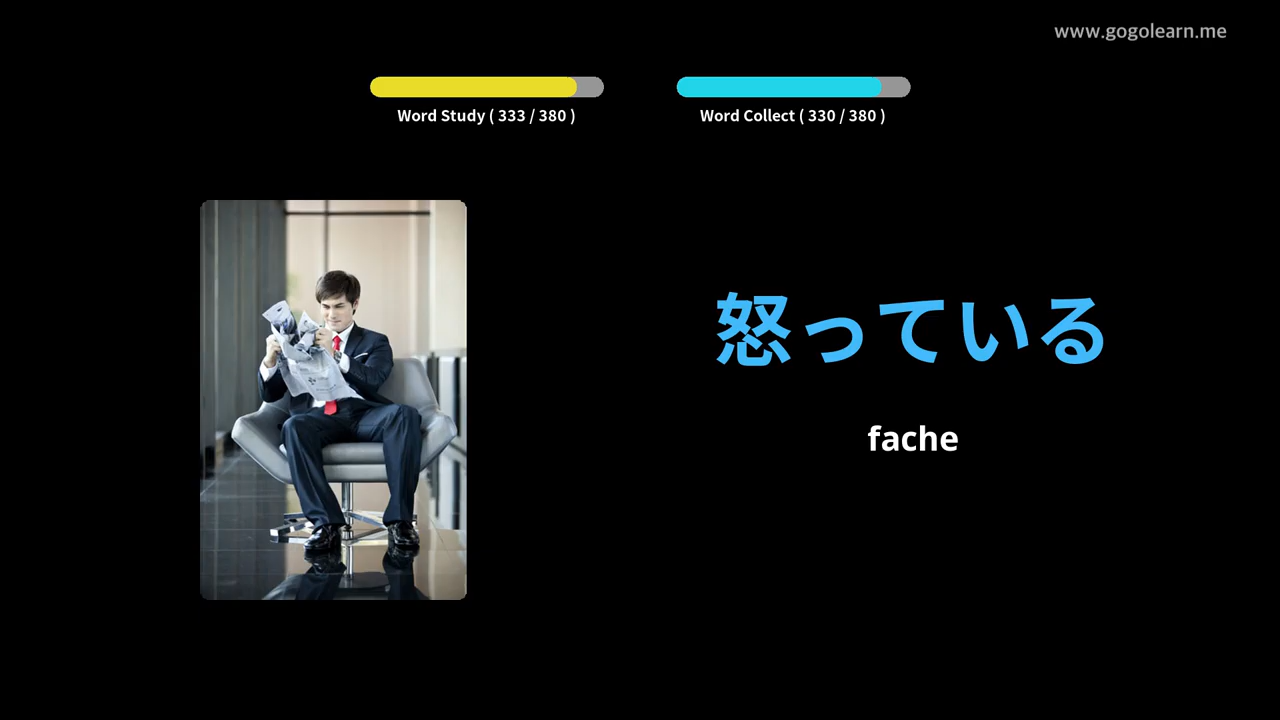 www.gogolearn.me
Word Study ( 333 / 380 )
Word Collect ( 330 / 380 )
怒っている
fache